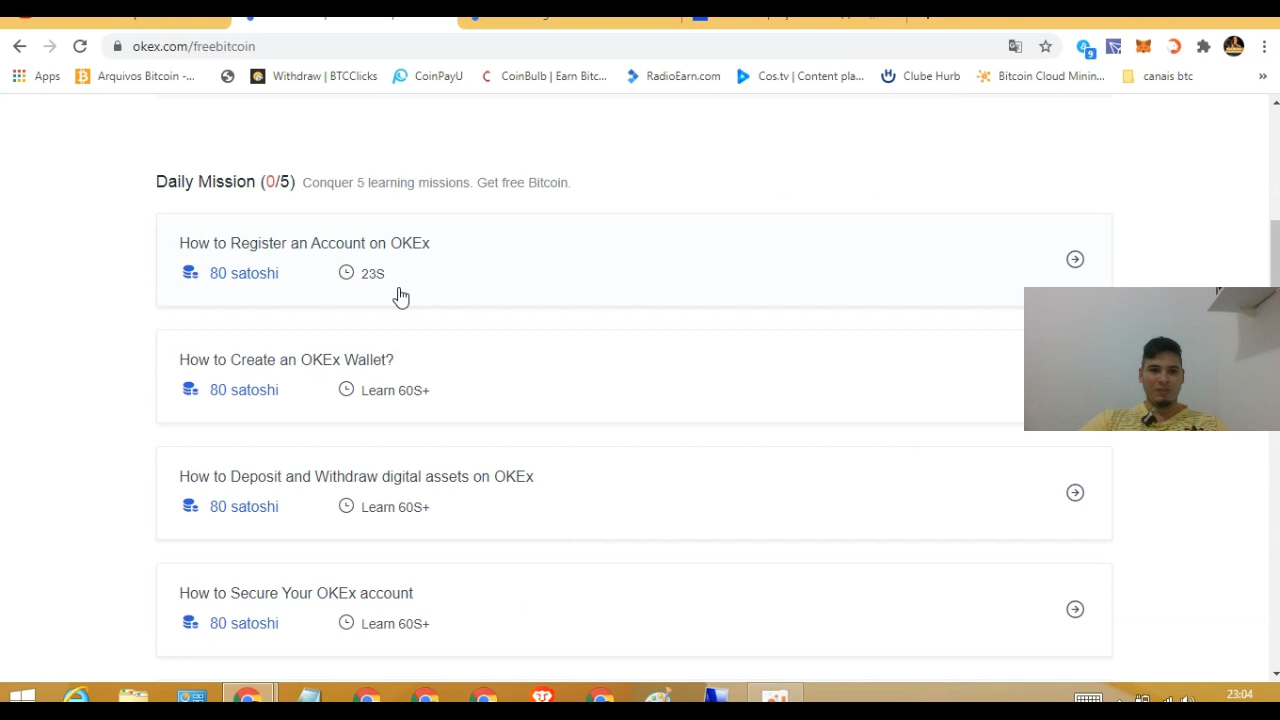 okex.com/freebitcoin
9
Apps
Arquivos Bitcoin -...
Withdraw | BTCClicks
CoinPayU
CoinBulb | Earn Bitc...
RadioEarn.com
Cos.tv | Content pla...
Clube Hurb
Bitcoin Cloud Minin...
canais btc
»
Daily Mission (0/5) Conquer 5 learning missions. Get free Bitcoin.
How to Register an Account on OKEx
80 satoshi 23S
How to Create an OKEx Wallet?
80 satoshi Learn 60S+
How to Deposit and Withdraw digital assets on OKEx
80 satoshi Learn 60S+
How to Secure Your OKEx account
80 satoshi Learn 60S+
23:04